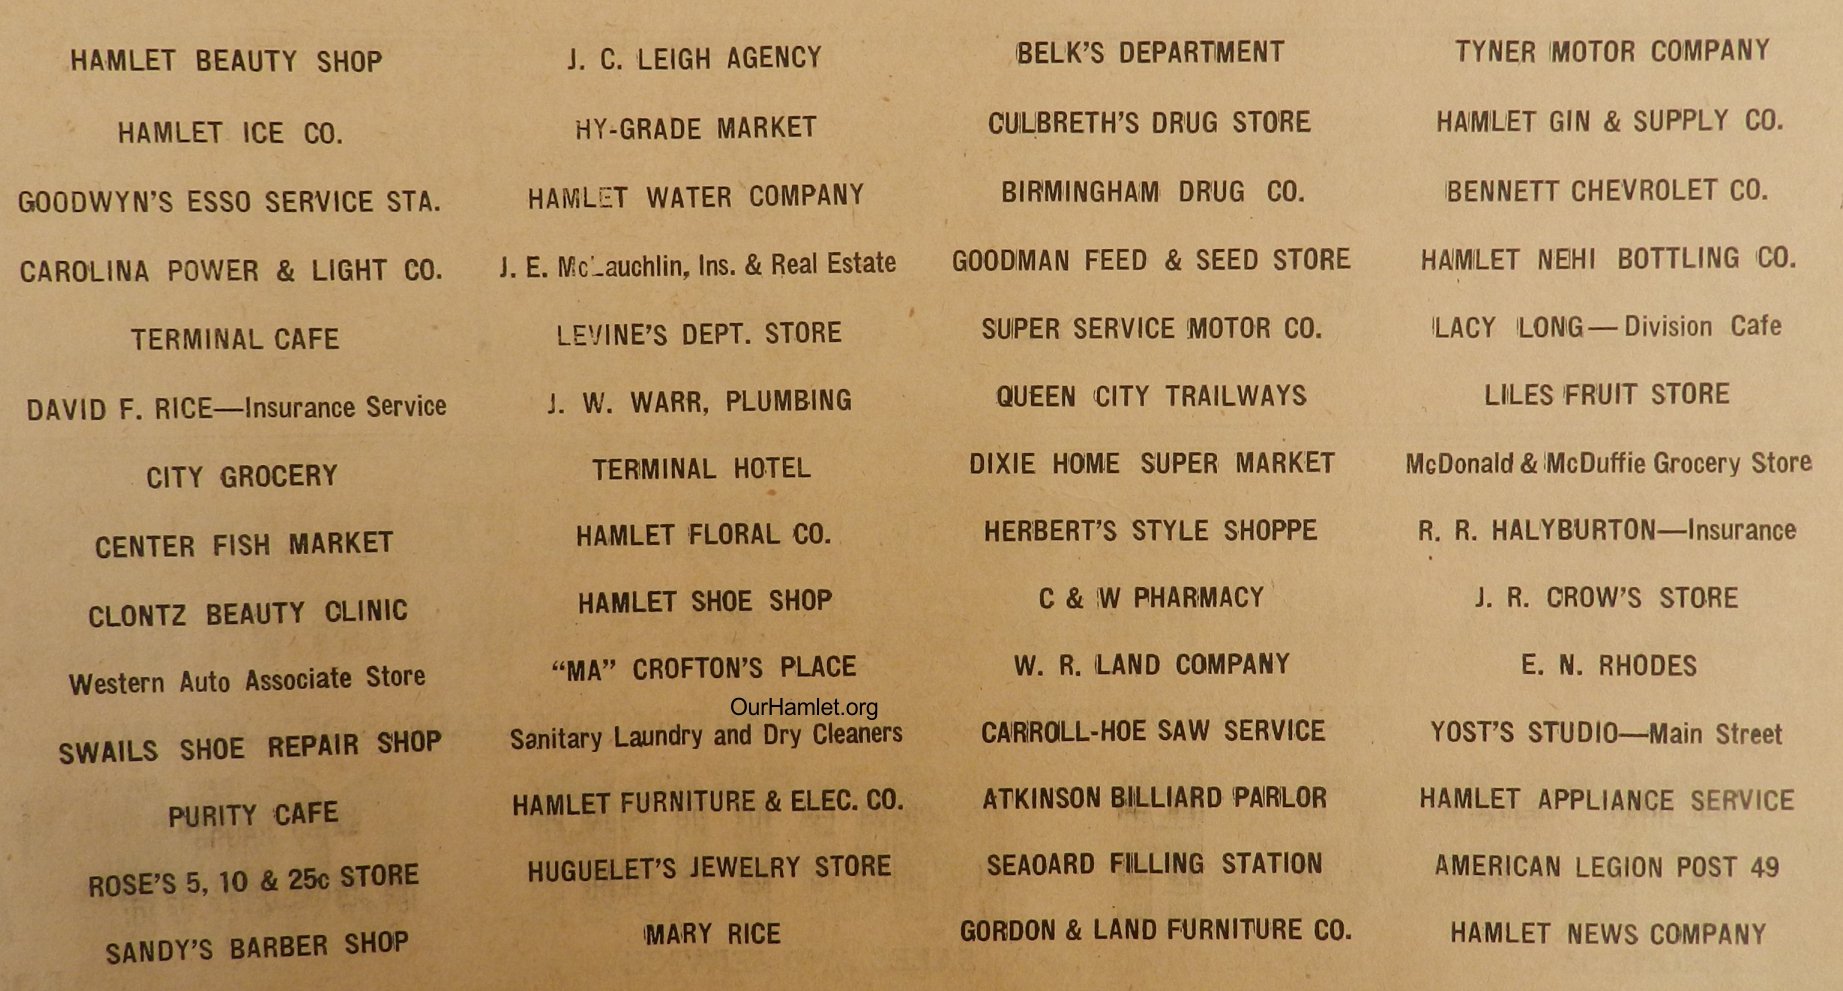 HAMLET BEAUTY SHOP
HAMLET ICE CO.
GOODWYN'S ESSO SERVICE STA.
CAROLINA POWER & LIGHT CO.
TERMINAL CAFE
DAVID F. RICE—Insurance Service
CITY GROCERY
CENTER FISH MARKET
CLONTZ BEAUTY CLINIC
Western Auto Associate Store
SWAILS SHOE REPAIR SHOP
PURITY CAFE
ROSE'S 5, 10 & 25c STORE
SANDY'S BARBER SHOP
J. C. LEIGH AGENCY
HY-GRADE MARKET
HAMLET WATER COMPANY
J. E. McLauchlin, Ins. & Real Estate
LEVINE'S DEPT. STORE
J. W. WARR, PLUMBING
TERMINAL HOTEL
HAMLET FLORAL CO.
HAMLET SHOE SHOP
"MA" CROFTON'S PLACE
OurHamlet.org
Sanitary Laundry and Dry Cleaners
HAMLET FURNITURE & ELEC. CO.
HUGUELET'S JEWELRY STORE
MARY RICE
BELK'S DEPARTMENT
CULBRETH'S DRUG STORE
BIRMINGHAM DRUG CO.
GOODMAN FEED & SEED STORE
SUPER SERVICE MOTOR CO.
QUEEN CITY TRAILWAYS
DIXIE HOME SUPER MARKET
HERBERT'S STYLE SHOPPE
C & W PHARMACY
W. R. LAND COMPANY
CARROLL-HOE SAW SERVICE
ATKINSON BILLIARD PARLOR
SEAOARD FILLING STATION
GORDON & LAND FURNITURE CO.
TYNER MOTOR COMPANY
HAMLET GIN & SUPPLY CO.
BENNETT CHEVROLET CO.
HAMLET NEHI BOTTLING CO.
LACY LONG—Division Cafe
LILES FRUIT STORE
McDonald & McDuffie Grocery Store
R. R. HALYBURTON—Insurance
J. R. CROW'S STORE
E. N. RHODES
YOST'S STUDIO—Main Street
HAMLET APPLIANCE SERVICE
AMERICAN LEGION POST 49
HAMLET NEWS COMPANY